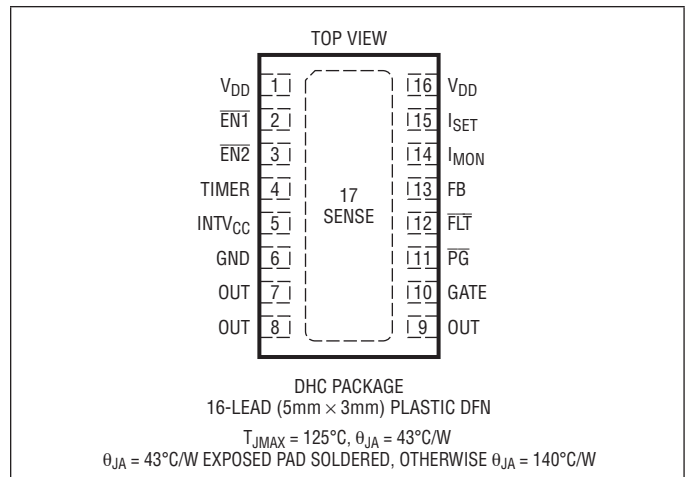 TOP VIEW
VDD 1 16 VDD
EN1 2 15 ISET
EN2 3 14 IMON
TIMER 4 13 FB
INTVCC 5 12 FLT
GND 6 11 PG
OUT 7 10 GATE
OUT 8 9 OUT
17
SENSE
DHC PACKAGE
16-LEAD (5mm × 3mm) PLASTIC DFN
TJMAX = 125°C, θJA = 43°C/W
θJA = 43°C/W EXPOSED PAD SOLDERED, OTHERWISE θJA = 140°C/W